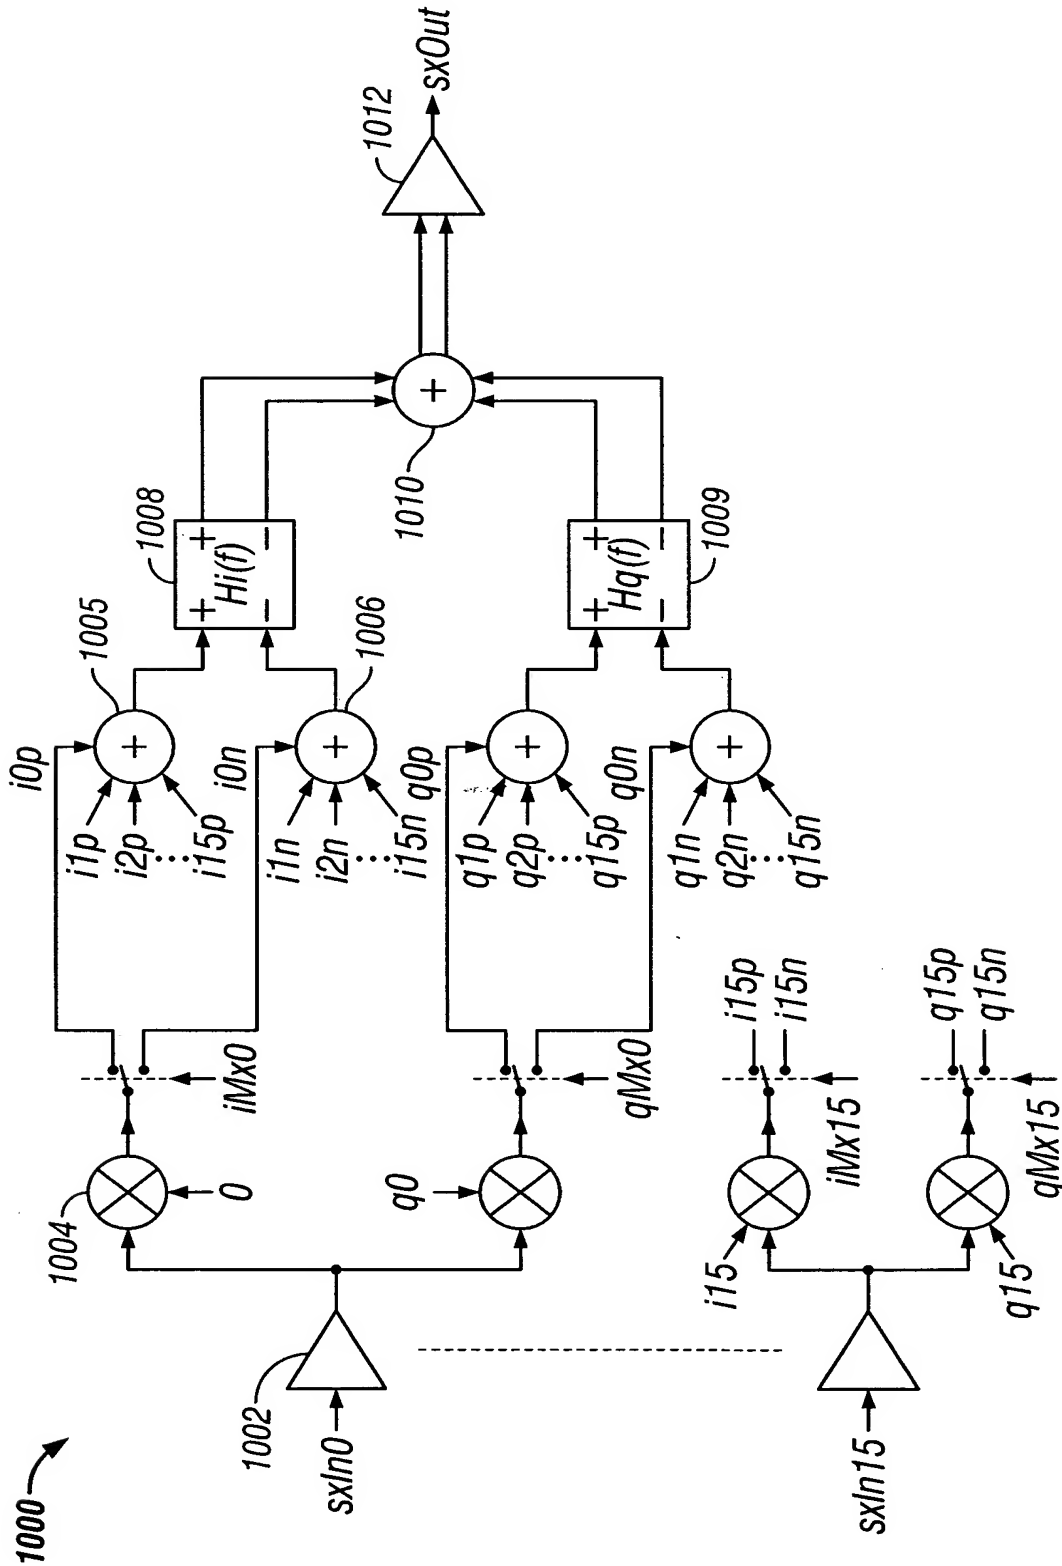 1000
sxIn0
1002
1004
0
iMx0
i0p
1005
i1p
i2p
i15p
i0n
1006
i1n
i2n
i15n
1008
+ +
Hi(f)
− −
q0
qMx0
q0p
+
q1p
q2p
q15p
q0n
+
q1n
q2n
q15n
+ +
Hq(f)
− −
1009
+
1010
1012
sxOut
+
+
sxIn15
i15
iMx15
i15p
i15n
q15
qMx15
q15p
q15n